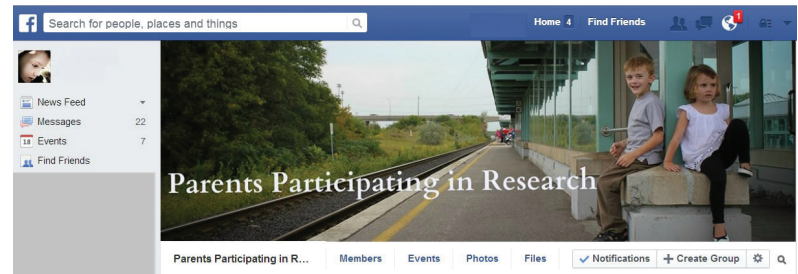 f Search for people, places and things Home 4 Find Friends 1
News Feed
Messages 22
18 Events 7
Find Friends
Parents Participating in Research
Parents Participating in R... Members Events Photos Files Notifications Create Group